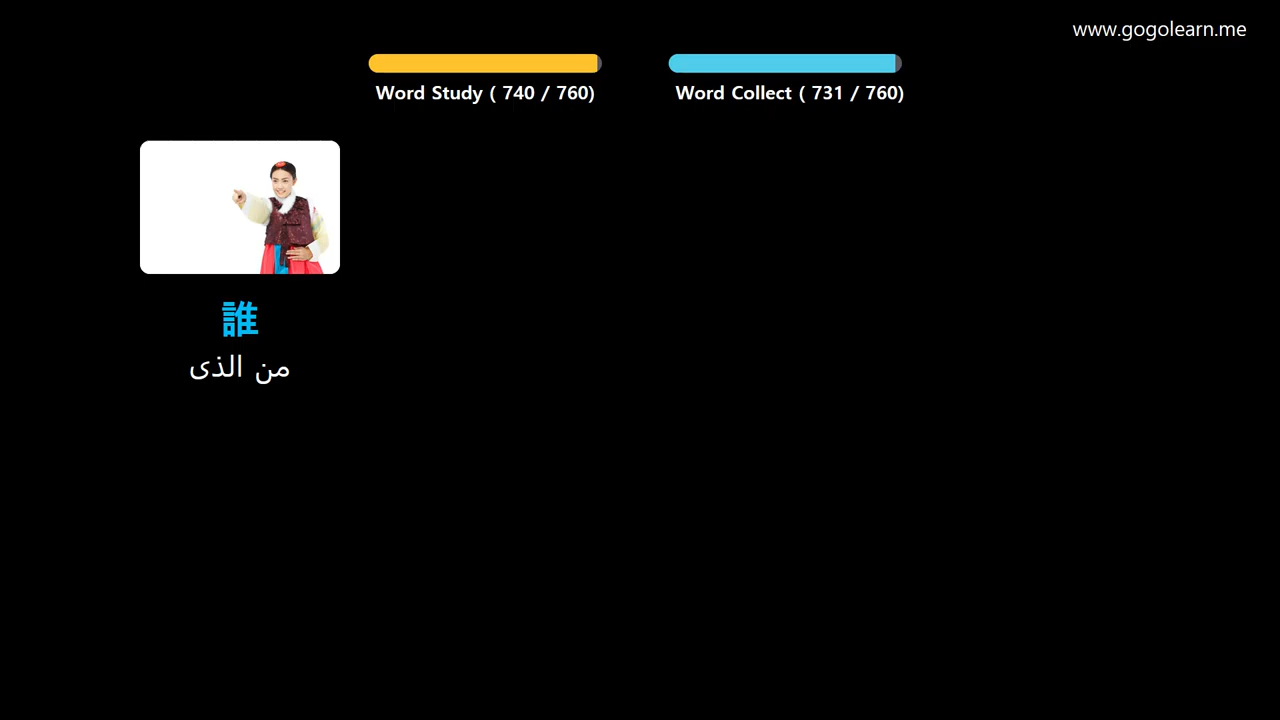 www.gogolearn.me
Word Study ( 740 / 760)
Word Collect ( 731 / 760)
誰
من الذى